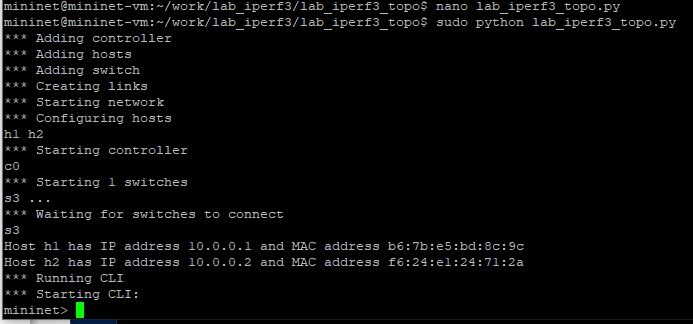 mininet@mininet-vm:~/work/lab_iperf3/lab_iperf3_topo$ nano lab_iperf3_topo.py
mininet@mininet-vm:~/work/lab_iperf3/lab_iperf3_topo$ sudo python lab_iperf3_topo.py
*** Adding controller
*** Adding hosts
*** Adding switch
*** Creating links
*** Starting network
*** Configuring hosts
h1 h2
*** Starting controller
c0
*** Starting 1 switches
s3 ...
*** Waiting for switches to connect
s3
Host h1 has IP address 10.0.0.1 and MAC address b6:7b:e5:bd:8c:9c
Host h2 has IP address 10.0.0.2 and MAC address f6:24:e1:24:71:2a
*** Running CLI
*** Starting CLI:
mininet>